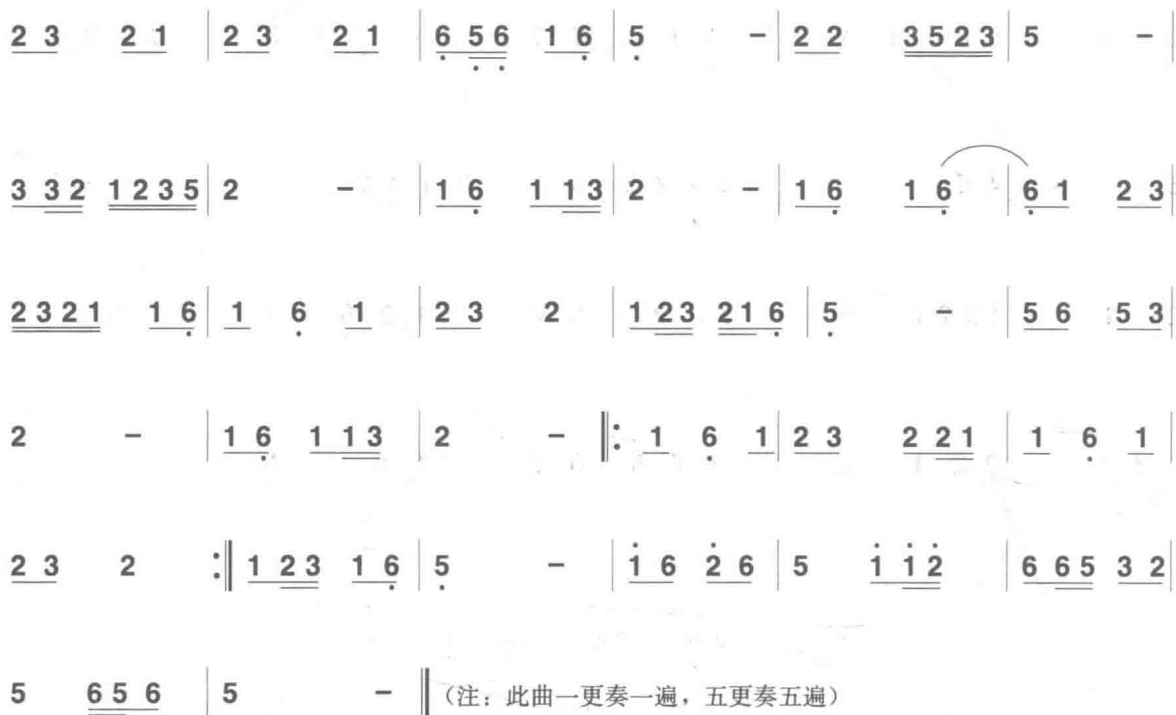 2 3 2 1 | 2 3 2 1 | 6̣ 5̣ 6̣ 1 6̣ | 5̣ - | 2 2 3 5 2 3 | 5 - |
3 3 2 1 2 3 5 | 2 - | 1 6̣ 1 1 3 | 2 - | 1 6̣ 1 6̣ | 6̣ 1 2 3 |
2 3 2 1 1 6̣ | 1 6̣ 1 | 2 3 2 | 1 2 3 2 1 6̣ | 5̣ - | 5 6 5 3 |
2 - | 1 6̣ 1 1 3 | 2 - ‖: 1 6̣ 1 | 2 3 2 2 1 | 1 6̣ 1 |
2 3 2 :‖ 1 2 3 1 6̣ | 5̣ - | 1̇ 6 2̇ 6 | 5 1̇ 1̇ 2̇ | 6 6 5 3 2 |
5 6 5 6 | 5 - ‖ (注：此曲一更奏一遍，五更奏五遍)